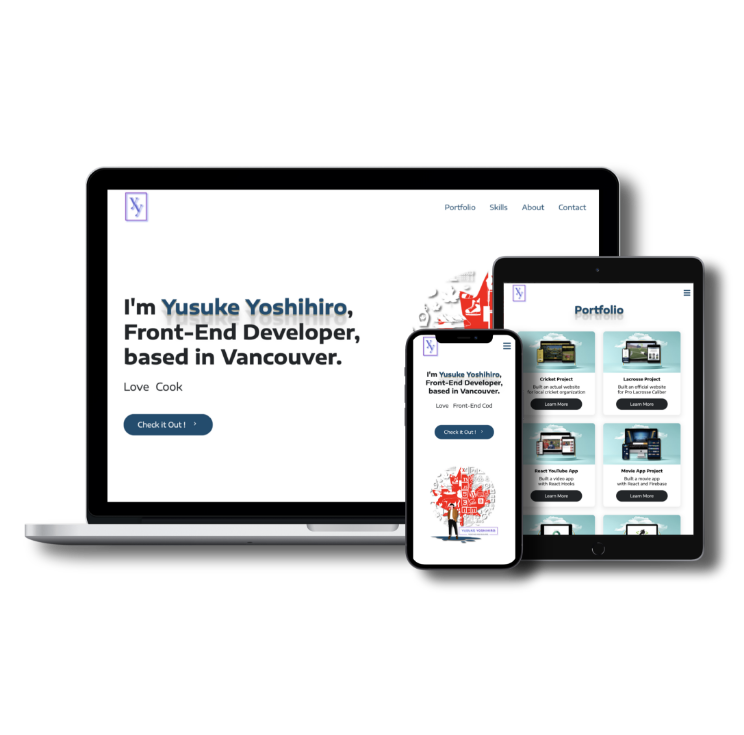 Xy
Portfolio Skills About Contact
I'm Yusuke Yoshihiro,
Front-End Developer,
based in Vancouver.
Love Cook
Check it Out !
Xy
I'm Yusuke Yoshihiro,
Front-End Developer,
based in Vancouver.
Love Front-End Cod
Check it Out !
YUSUKE YOSHIHIRO
Xy
Portfolio
Cricket Project
Built an actual website
for local cricket organization
Learn More
Lacrosse Project
Built an official website
for Pro Lacrosse Caliber
Learn More
React YouTube App
Built a video app
with React Hooks
Learn More
Movie App Project
Built a movie app
with React and Firebase
Learn More